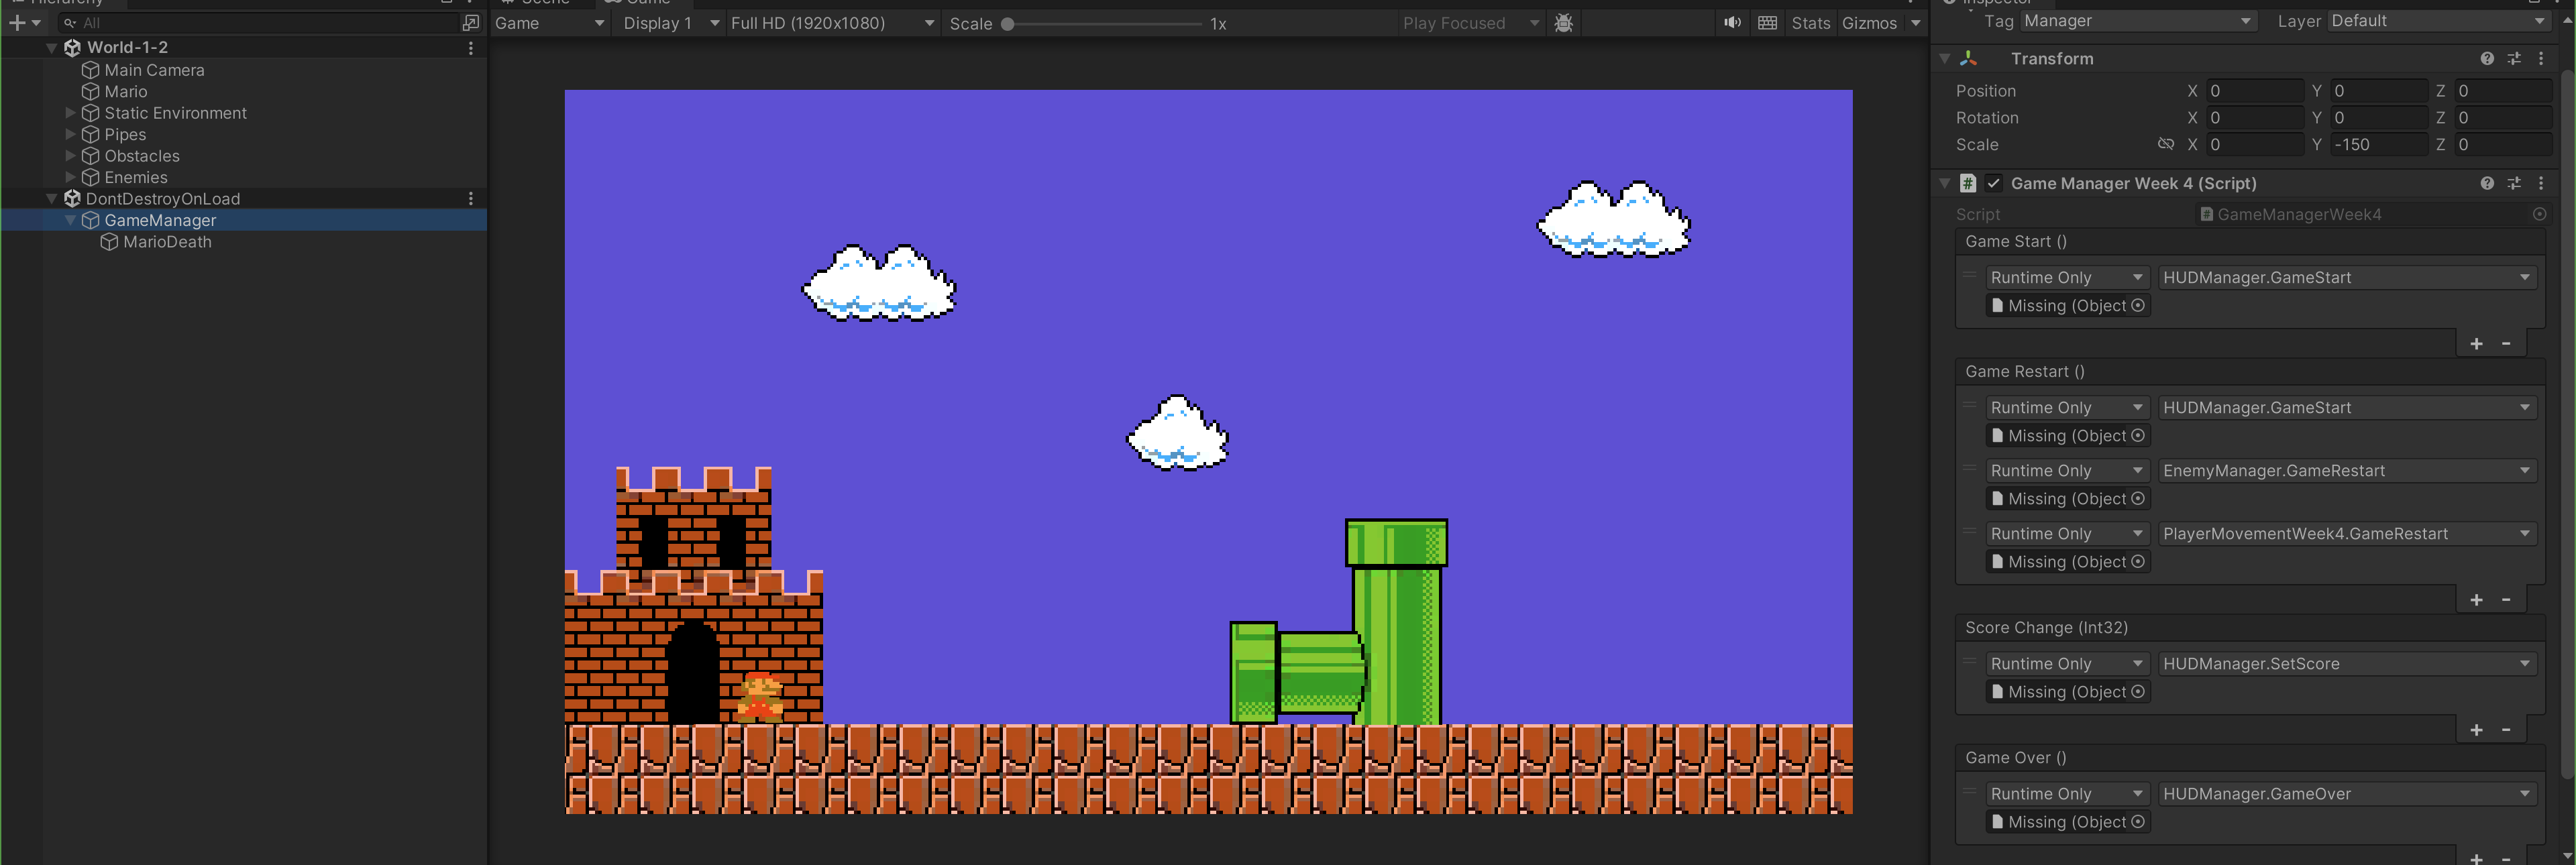 Hierarchy
Scene
Game
Inspector
All
Game
Display 1
Full HD (1920x1080)
Scale
1x
Play Focused
Stats
Gizmos
Tag Manager
Layer Default
World-1-2
Main Camera
Mario
Static Environment
Pipes
Obstacles
Enemies
DontDestroyOnLoad
GameManager
MarioDeath
Transform
Position X 0 Y 0 Z 0
Rotation X 0 Y 0 Z 0
Scale X 0 Y -150 Z 0
# Game Manager Week 4 (Script)
Script # GameManagerWeek4
Game Start ()
Runtime Only HUDManager.GameStart
Missing (Object
+ -
Game Restart ()
Runtime Only HUDManager.GameStart
Missing (Object
Runtime Only EnemyManager.GameRestart
Missing (Object
Runtime Only PlayerMovementWeek4.GameRestart
Missing (Object
+ -
Score Change (Int32)
Runtime Only HUDManager.SetScore
Missing (Object
+ -
Game Over ()
Runtime Only HUDManager.GameOver
Missing (Object
+ -